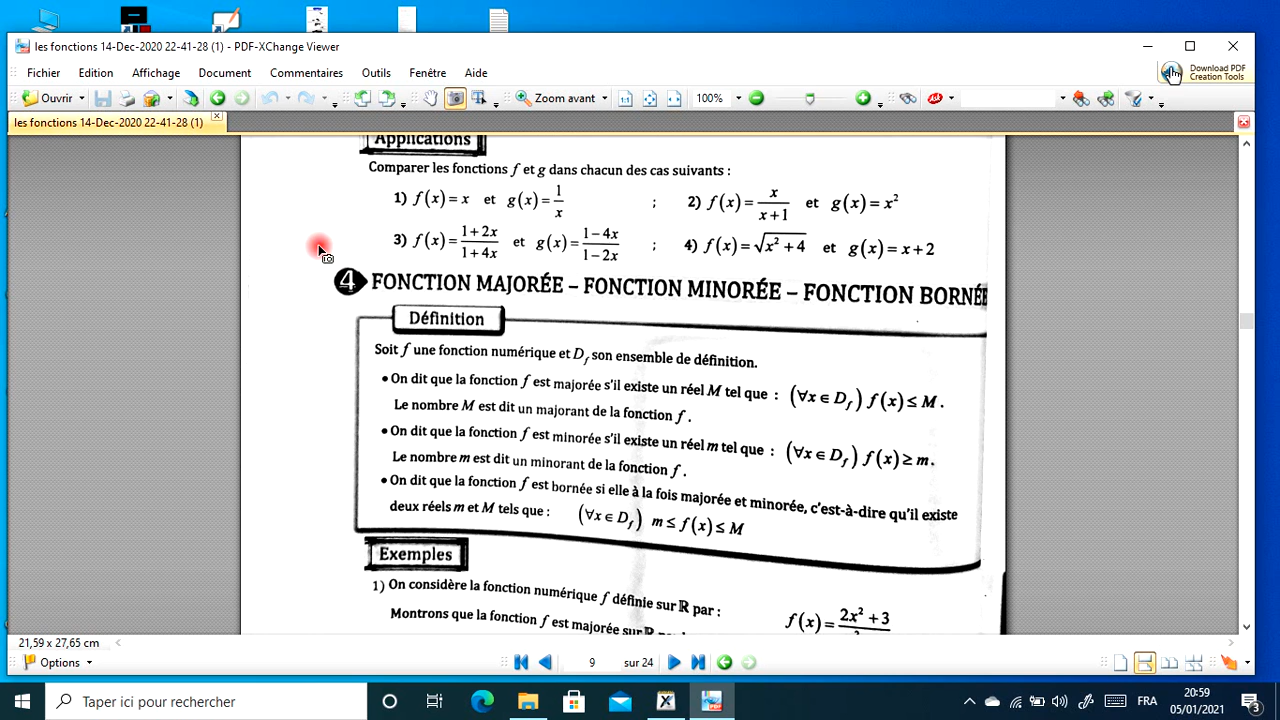 les fonctions 14-Dec-2020 22-41-28 (1) - PDF-XChange Viewer
Fichier Edition Affichage Document Commentaires Outils Fenêtre Aide
Download PDF
Creation Tools
Ouvrir Zoom avant 100%
les fonctions 14-Dec-2020 22-41-28 (1)
Applications
Comparer les fonctions f et g dans chacun des cas suivants :
1) f(x) = x et g(x) = 1/x ; 2) f(x) = x/(x+1) et g(x) = x²
3) f(x) = (1+2x)/(1+4x) et g(x) = (1−4x)/(1−2x) ; 4) f(x) = √(x²+4) et g(x) = x+2
4 FONCTION MAJORÉE – FONCTION MINORÉE – FONCTION BORNÉE
Définition
Soit f une fonction numérique et D_f son ensemble de définition.
• On dit que la fonction f est majorée s'il existe un réel M tel que : (∀x ∈ D_f) f(x) ≤ M.
Le nombre M est dit un majorant de la fonction f.
• On dit que la fonction f est minorée s'il existe un réel m tel que : (∀x ∈ D_f) f(x) ≥ m.
Le nombre m est dit un minorant de la fonction f.
• On dit que la fonction f est bornée si elle à la fois majorée et minorée, c'est-à-dire qu'il existe
deux réels m et M tels que : (∀x ∈ D_f) m ≤ f(x) ≤ M
Exemples
1) On considère la fonction numérique f définie sur ℝ par :
f(x) = 2x² + 3
Montrons que la fonction f est majorée sur ℝ
21,59 x 27,65 cm
Options 9 sur 24
Taper ici pour rechercher
FRA
20:59
05/01/2021
3